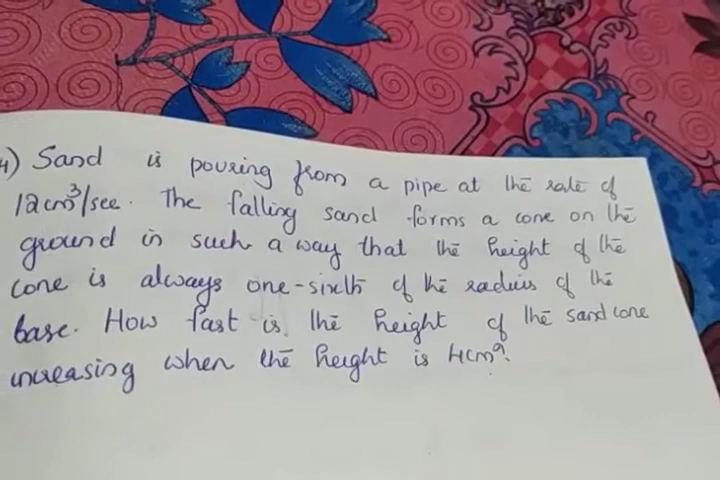 4) Sand is pouring from a pipe at the rate of
12cm³/sec. The falling sand forms a cone on the
ground in such a way that the height of the
cone is always one-sixth of the radius of the
base. How fast is the height of the sand cone
increasing when the height is 4cm?